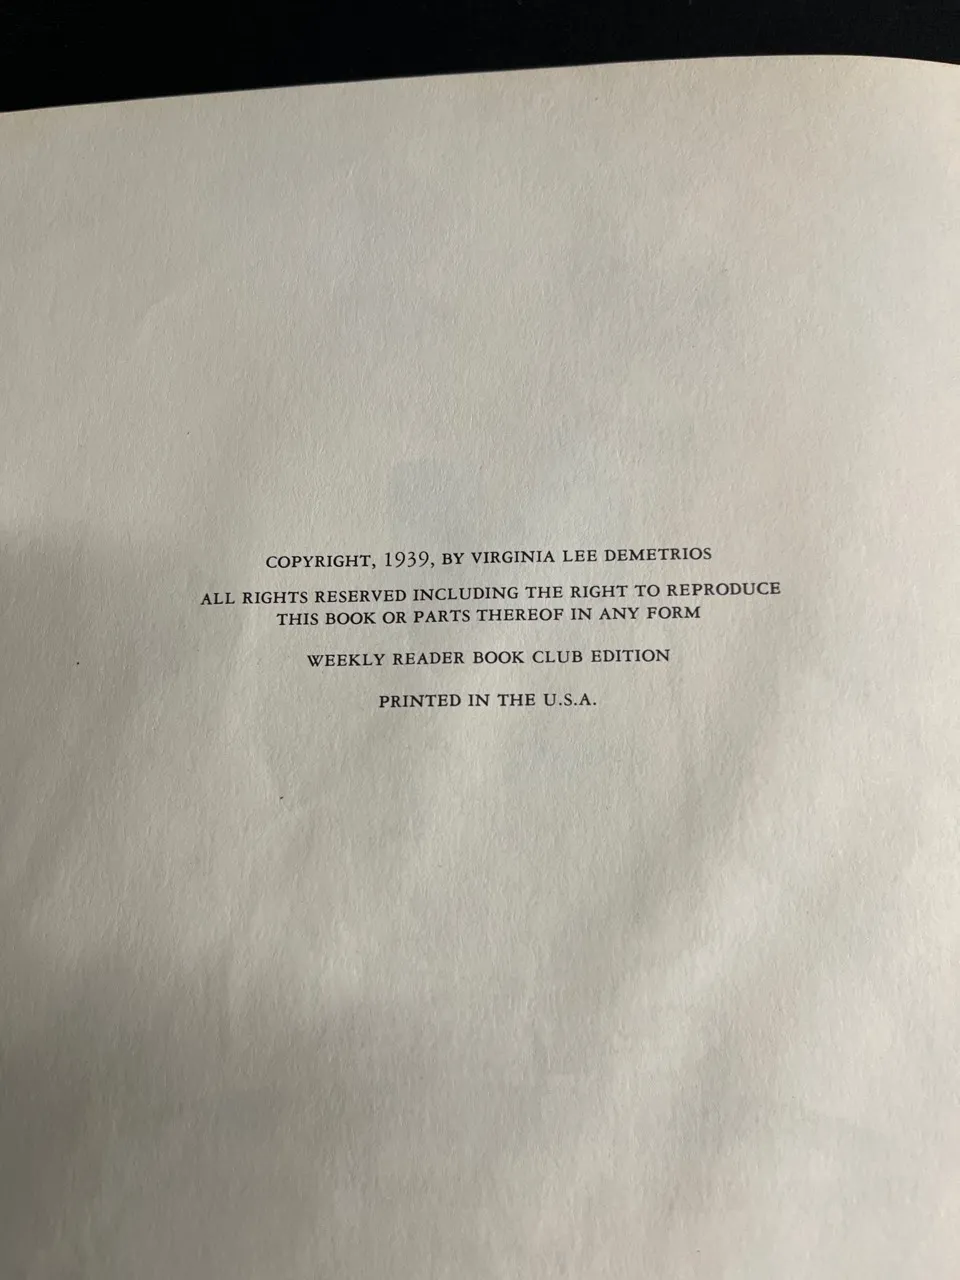 COPYRIGHT, 1939, BY VIRGINIA LEE DEMETRIOS
ALL RIGHTS RESERVED INCLUDING THE RIGHT TO REPRODUCE
THIS BOOK OR PARTS THEREOF IN ANY FORM
WEEKLY READER BOOK CLUB EDITION
PRINTED IN THE U.S.A.